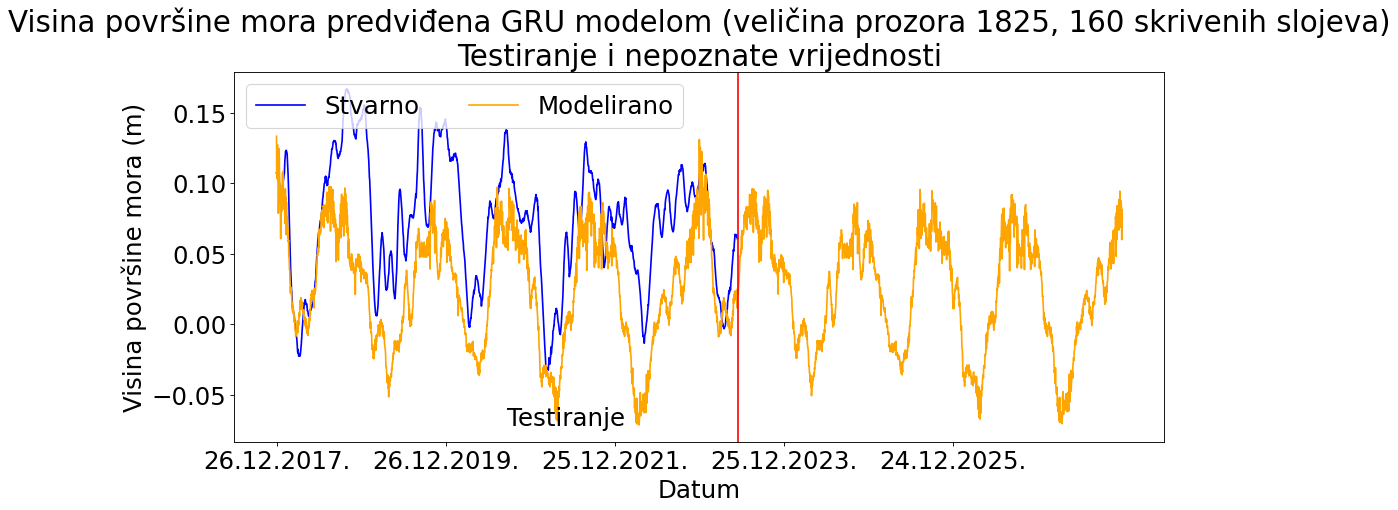 Visina površine mora predviđena GRU modelom (veličina prozora 1825, 160 skrivenih slojeva)
Testiranje i nepoznate vrijednosti
Stvarno Modelirano
Visina površine mora (m)
0.15
0.10
0.05
0.00
−0.05
Testiranje
26.12.2017. 26.12.2019. 25.12.2021. 25.12.2023. 24.12.2025.
Datum